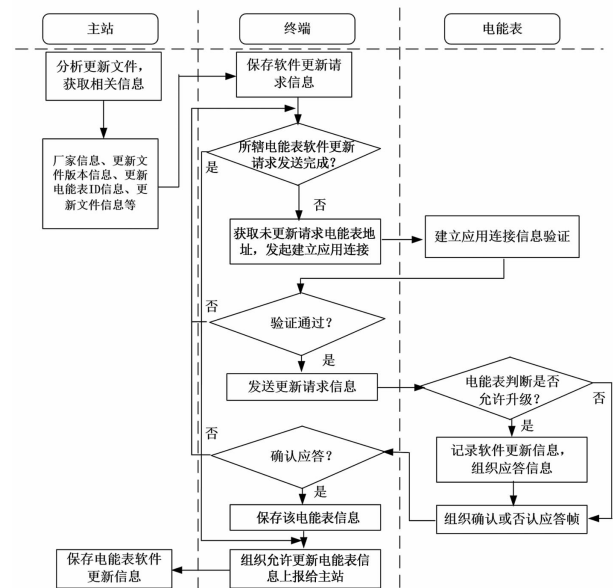 主站
终端
电能表
分析更新文件，
获取相关信息
保存软件更新请
求信息
厂家信息、更新文
件版本信息、更新
电能表ID信息、更
新文件信息等
所辖电能表软件更新
请求发送完成？
是
否
获取未更新请求电能表地
址，发起建立应用连接
建立应用连接信息验证
验证通过？
否
是
发送更新请求信息
电能表判断是否
允许升级？
否
是
记录软件更新信息，
组织应答信息
确认应答？
否
是
保存该电能表信息
组织确认或否认应答帧
保存电能表软件
更新信息
组织允许更新电能表信
息上报给主站